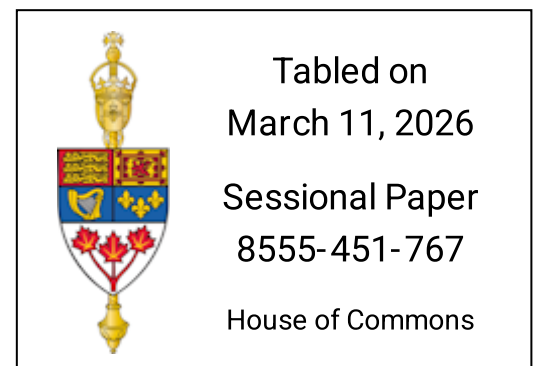 Tabled on
March 11, 2026
Sessional Paper
8555-451-767
House of Commons